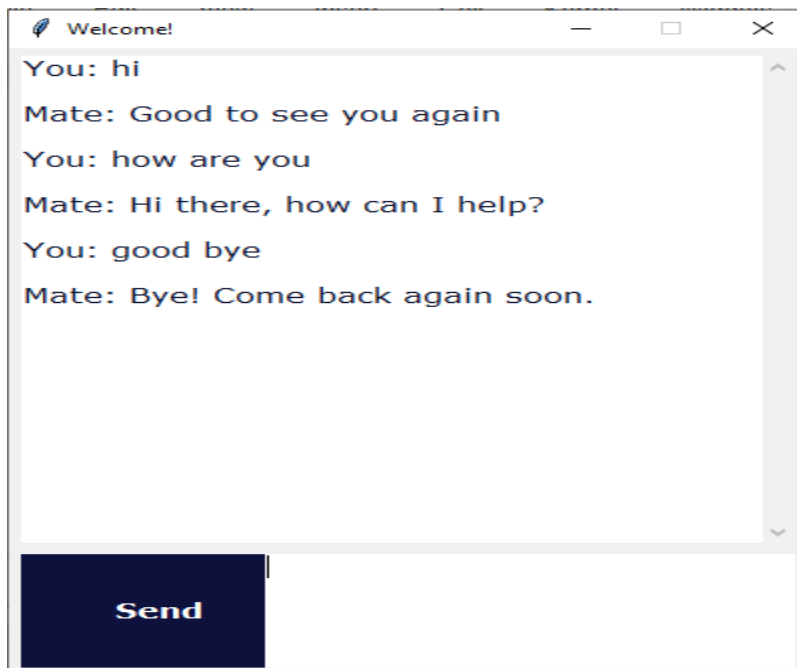 Welcome!
You: hi
Mate: Good to see you again
You: how are you
Mate: Hi there, how can I help?
You: good bye
Mate: Bye! Come back again soon.
Send